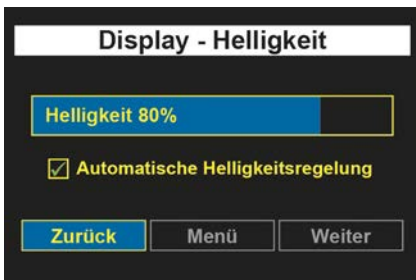 Display - Helligkeit
Helligkeit 80%
Automatische Helligkeitsregelung
Zurück Menü Weiter